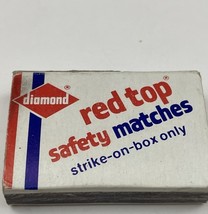 diamond®
red top®
safety matches
strike-on-box only